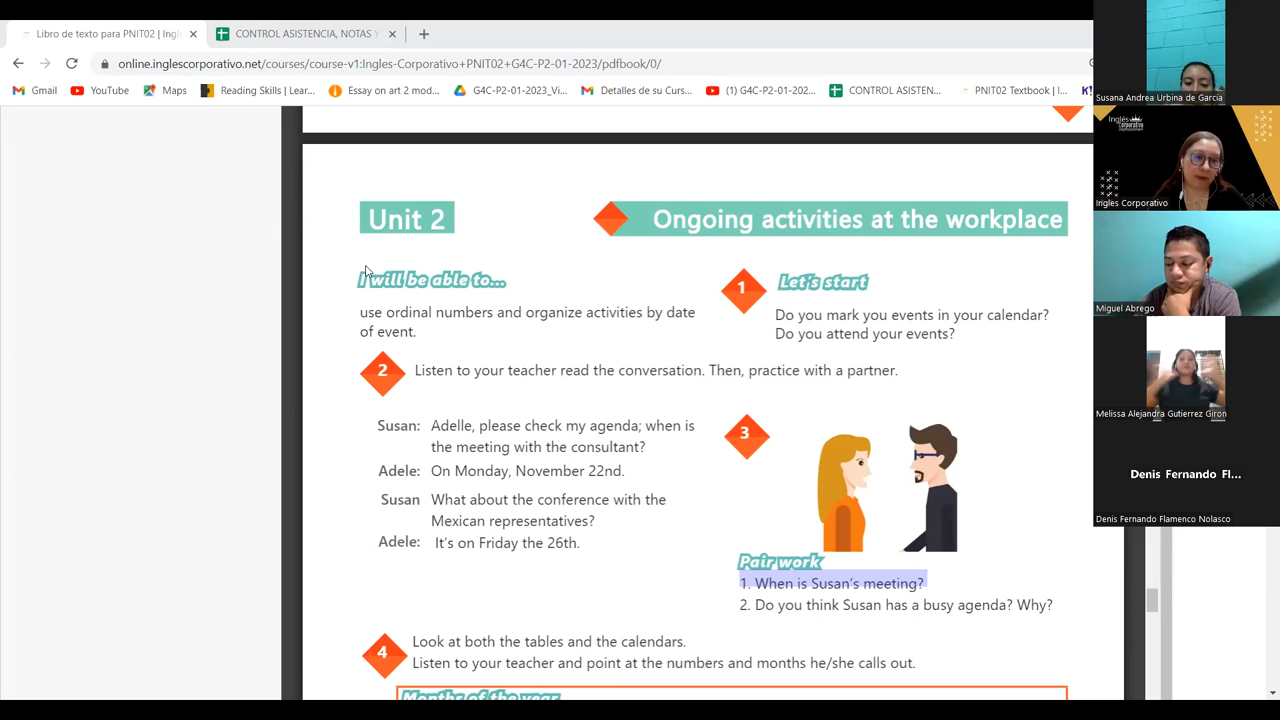 Libro de texto para PNIT02 | Ingl
CONTROL ASISTENCIA, NOTAS Y
online.inglescorporativo.net/courses/course-v1:Ingles-Corporativo+PNIT02+G4C-P2-01-2023/pdfbook/0/
Gmail
YouTube
Maps
Reading Skills | Lear...
Essay on art 2 mod...
G4C-P2-01-2023_Vi...
Detalles de su Curs...
(1) G4C-P2-01-202...
CONTROL ASISTEN...
PNIT02 Textbook | In...
Unit 2
Ongoing activities at the workplace
I will be able to...
use ordinal numbers and organize activities by date
of event.
1
Let's start
Do you mark you events in your calendar?
Do you attend your events?
2
Listen to your teacher read the conversation. Then, practice with a partner.
Susan: Adelle, please check my agenda; when is
the meeting with the consultant?
Adele: On Monday, November 22nd.
Susan What about the conference with the
Mexican representatives?
Adele: It's on Friday the 26th.
3
Pair work
1. When is Susan's meeting?
2. Do you think Susan has a busy agenda? Why?
4
Look at both the tables and the calendars.
Listen to your teacher and point at the numbers and months he/she calls out.
Months of the year
Susana Andrea Urbina de García
Inglés
Corporativo
Ingles Corporativo
Miguel Abrego
Melissa Alejandra Gutierrez Giron
Denis Fernando Fl...
Denis Fernando Flamenco Nolasco